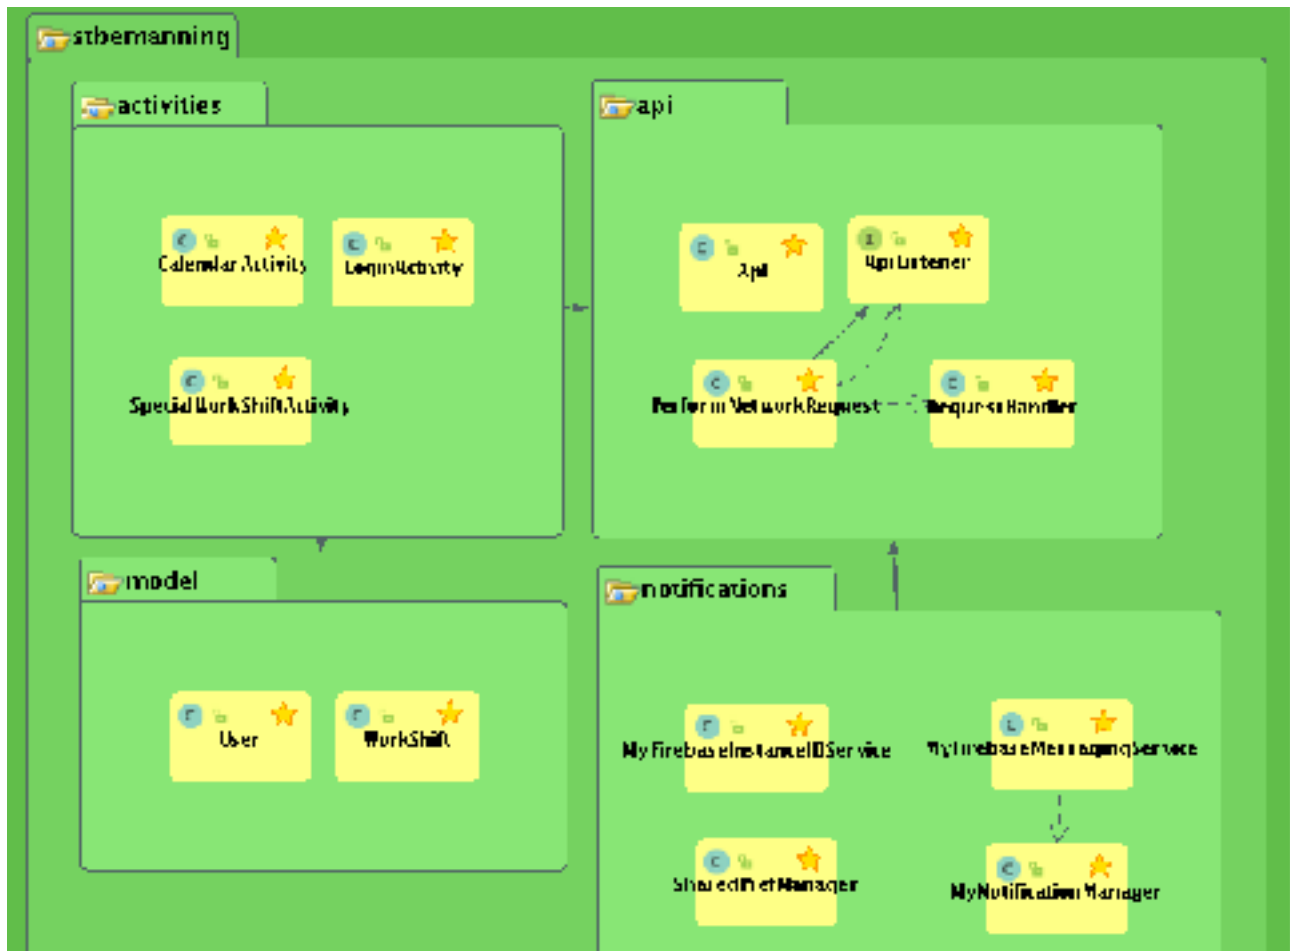 stbemanning
activities
api
CalendarActivity
LoginActivity
Api
ApiListener
SpecialWorkShiftActivity
PerformNetworkRequest
RequestHandler
model
notifications
User
WorkShift
MyFirebaseInstanceIDService
MyFirebaseMessagingService
SharedPrefManager
MyNotificationManager